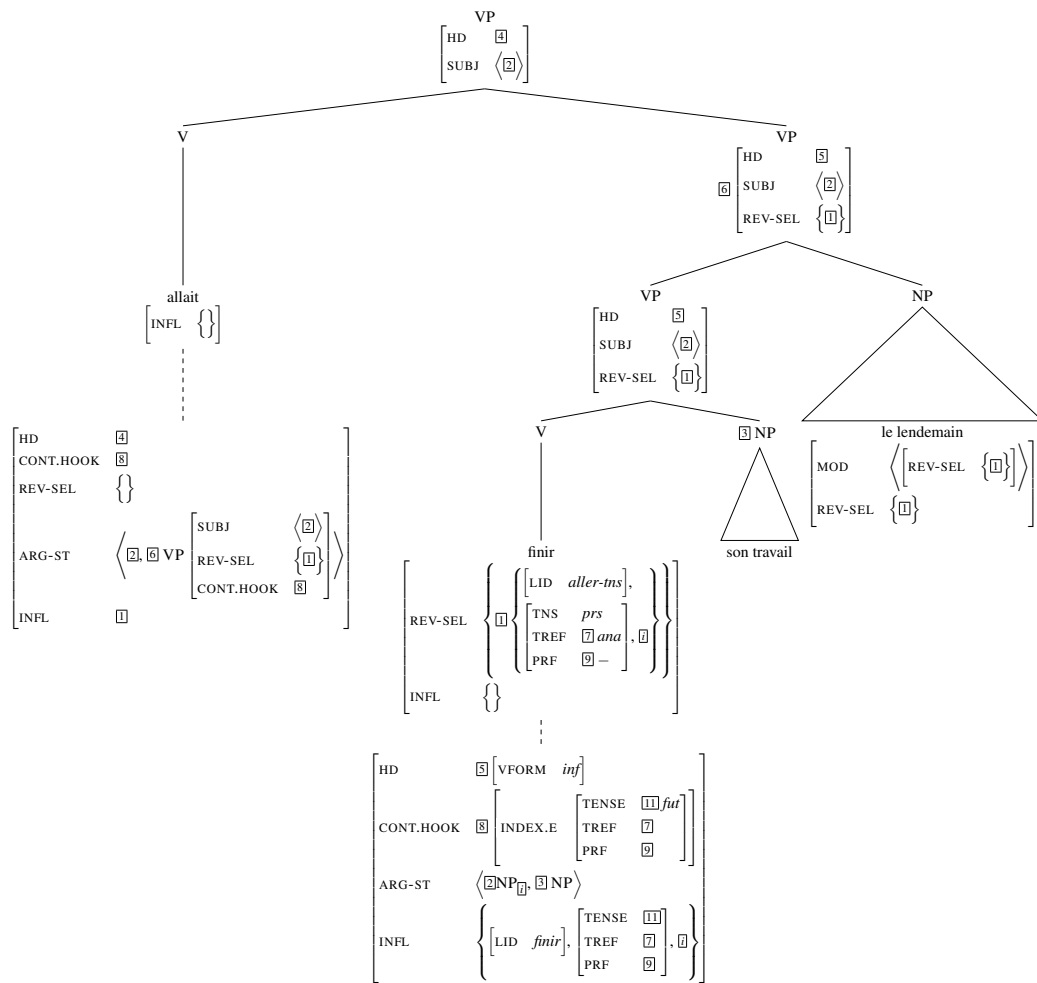 VP
HD 4
SUBJ ⟨2⟩
V
VP
6
HD 5
SUBJ ⟨2⟩
REV-SEL {1}
allait
INFL {}
VP
HD 5
SUBJ ⟨2⟩
REV-SEL {1}
NP
HD 4
CONT.HOOK 8
REV-SEL {}
ARG-ST ⟨2, 6 VP [SUBJ ⟨2⟩
REV-SEL {1}
CONT.HOOK 8]⟩
INFL 1
V
3 NP
le lendemain
MOD ⟨[REV-SEL {1}]⟩
REV-SEL {1}
finir
son travail
REV-SEL {1 {[LID aller-tns],
[TNS prs
TREF 7 ana
PRF 9 −], i}}
INFL {}
HD 5 [VFORM inf]
CONT.HOOK 8 [INDEX.E [TENSE 11 fut
TREF 7
PRF 9]]
ARG-ST ⟨2NPi, 3 NP⟩
INFL {[LID finir], [TENSE 11
TREF 7
PRF 9], i}